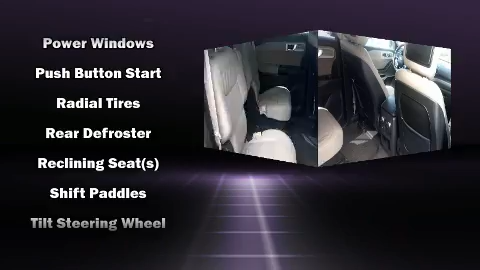 Power Windows
Push Button Start
Radial Tires
Rear Defroster
Reclining Seat(s)
Shift Paddles
Tilt Steering Wheel